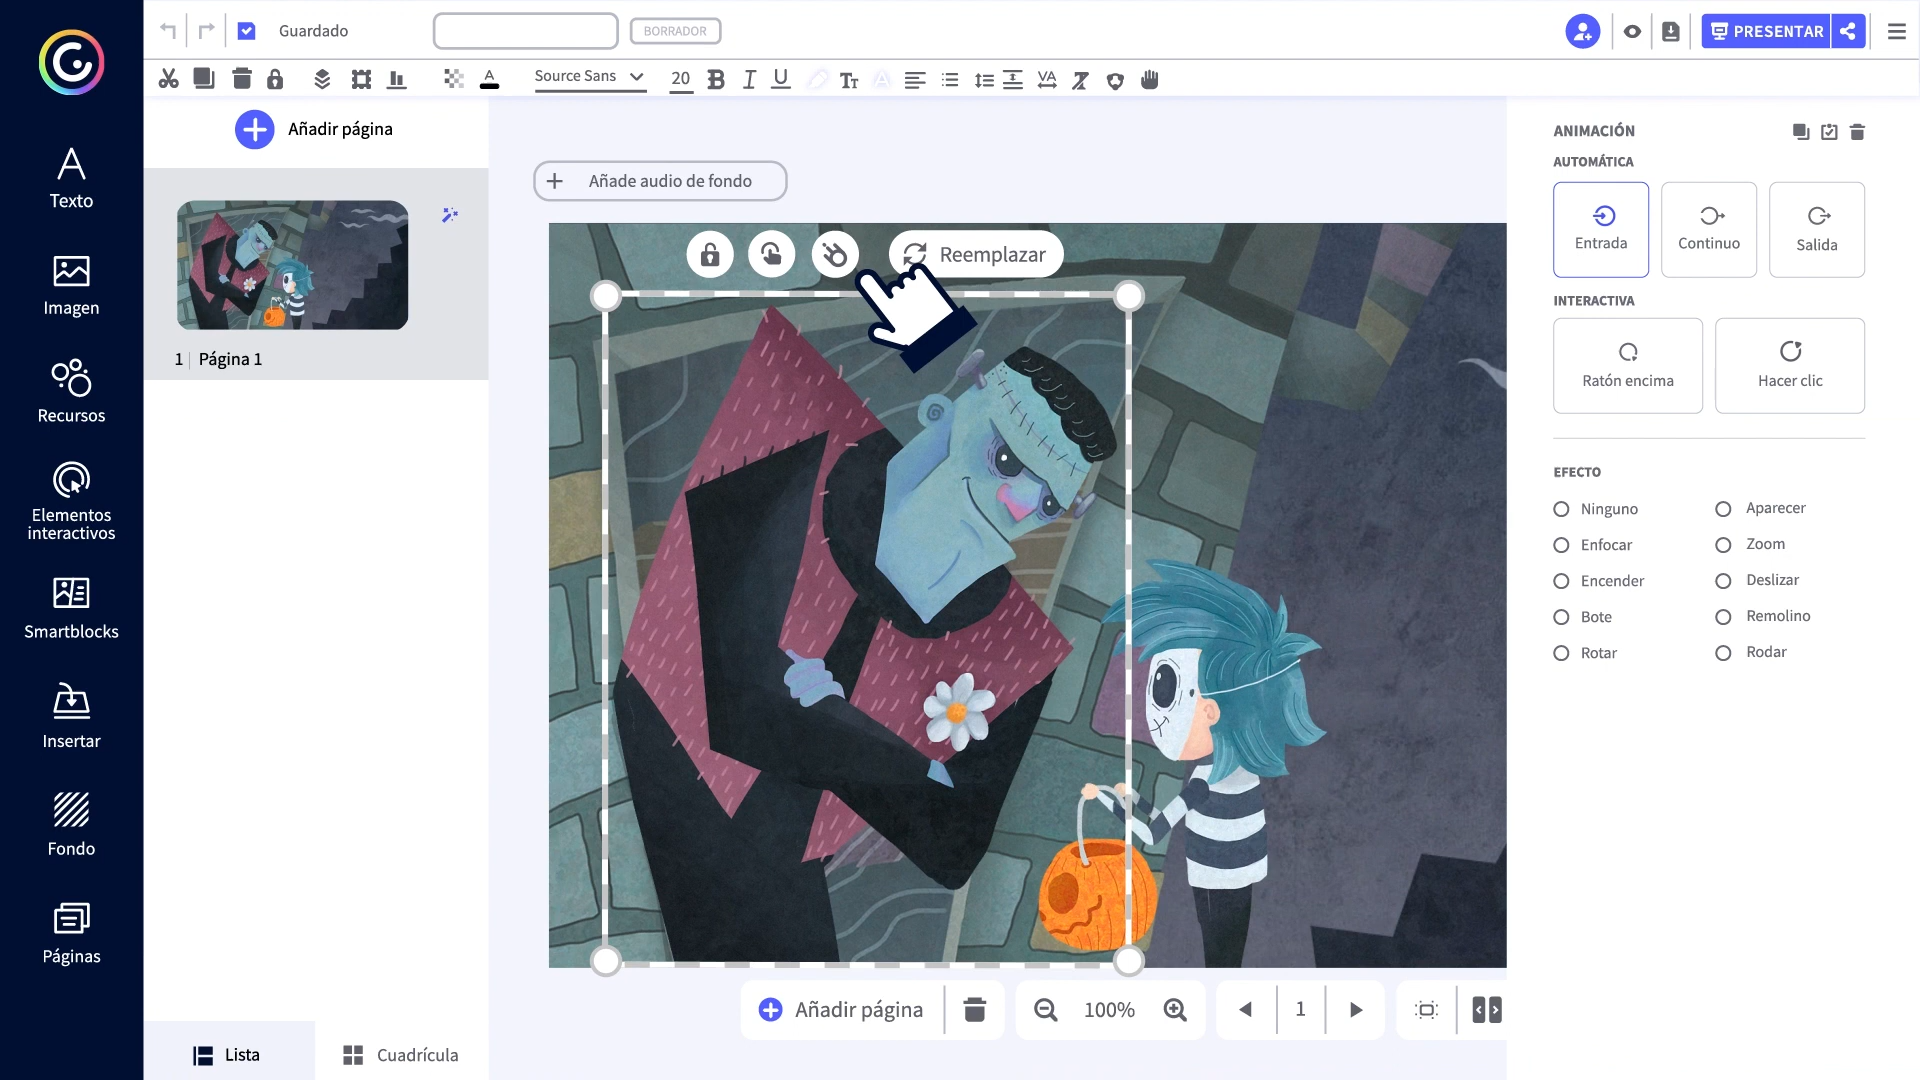 Guardado
BORRADOR
PRESENTAR
A
Source Sans
20
B
I
U
Tт
A
VA
Añadir página
ANIMACIÓN
Texto
AUTOMÁTICA
Añade audio de fondo
Entrada
Continuo
Salida
Reemplazar
Imagen
INTERACTIVA
1 | Página 1
Ratón encima
Hacer clic
Recursos
EFECTO
Elementos
interactivos
Ninguno
Aparecer
Enfocar
Zoom
Encender
Deslizar
Bote
Remolino
Smartblocks
Rotar
Rodar
Insertar
Fondo
Páginas
Añadir página
100%
1
Lista
Cuadrícula